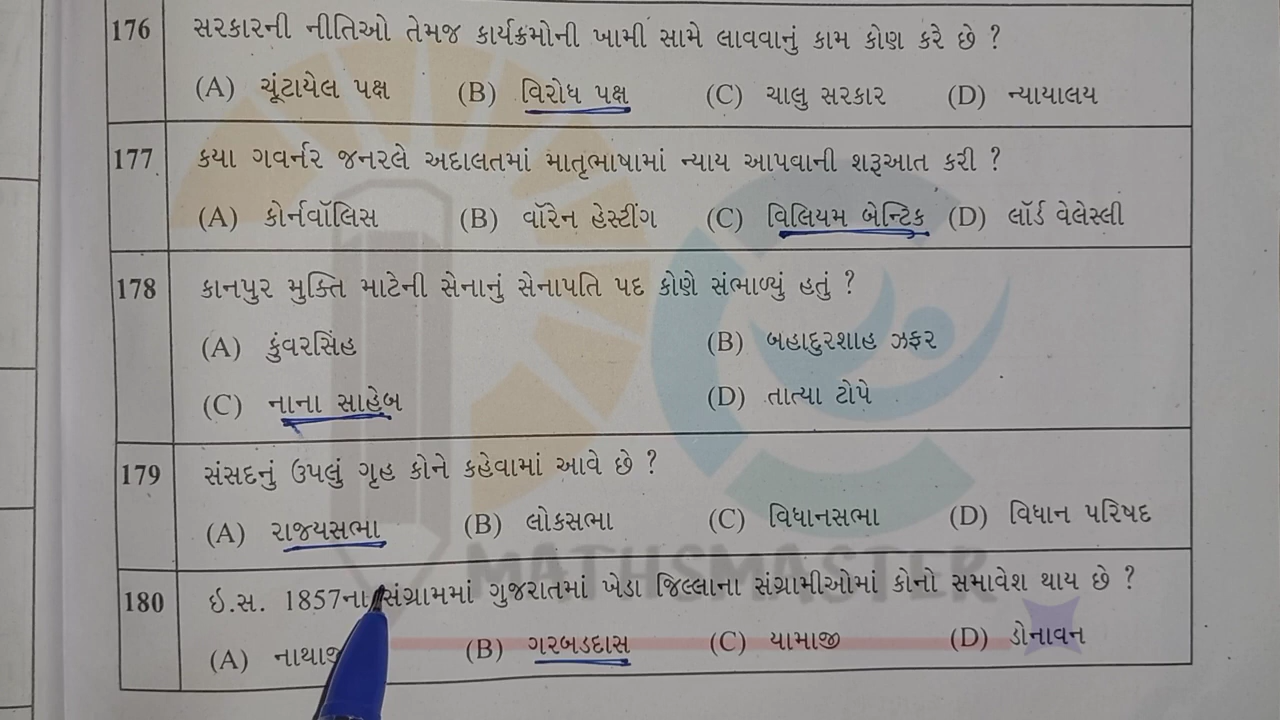 176 સરકારની નીતિઓ તેમજ કાર્યક્રમોની ખામી સામે લાવવાનું કામ કોણ કરે છે ?
(A) ચૂંટાયેલ પક્ષ (B) વિરોધ પક્ષ (C) ચાલુ સરકાર (D) ન્યાયાલય
177 કયા ગવર્નર જનરલે અદાલતમાં માતૃભાષામાં ન્યાય આપવાની શરૂઆત કરી ?
(A) કોર્નવૉલિસ (B) વૉરેન હેસ્ટીંગ (C) વિલિયમ બેન્ટિક (D) લૉર્ડ વેલેસ્લી
178 કાનપુર મુક્તિ માટેની સેનાનું સેનાપતિ પદ કોણે સંભાળ્યું હતું ?
(A) કુંવરસિંહ (B) બહાદુરશાહ ઝફર
(C) નાના સાહેબ (D) તાત્યા ટોપે
179 સંસદનું ઉપલું ગૃહ કોને કહેવામાં આવે છે ?
(A) રાજ્યસભા (B) લોકસભા (C) વિધાનસભા (D) વિધાન પરિષદ
MATHSMASTER
180 ઇ.સ. 1857ના સંગ્રામમાં ગુજરાતમાં ખેડા જિલ્લાના સંગ્રામીઓમાં કોનો સમાવેશ થાય છે ?
(A) (B) ગરબડદાસ (C) યામાજી (D) ડોનાવન